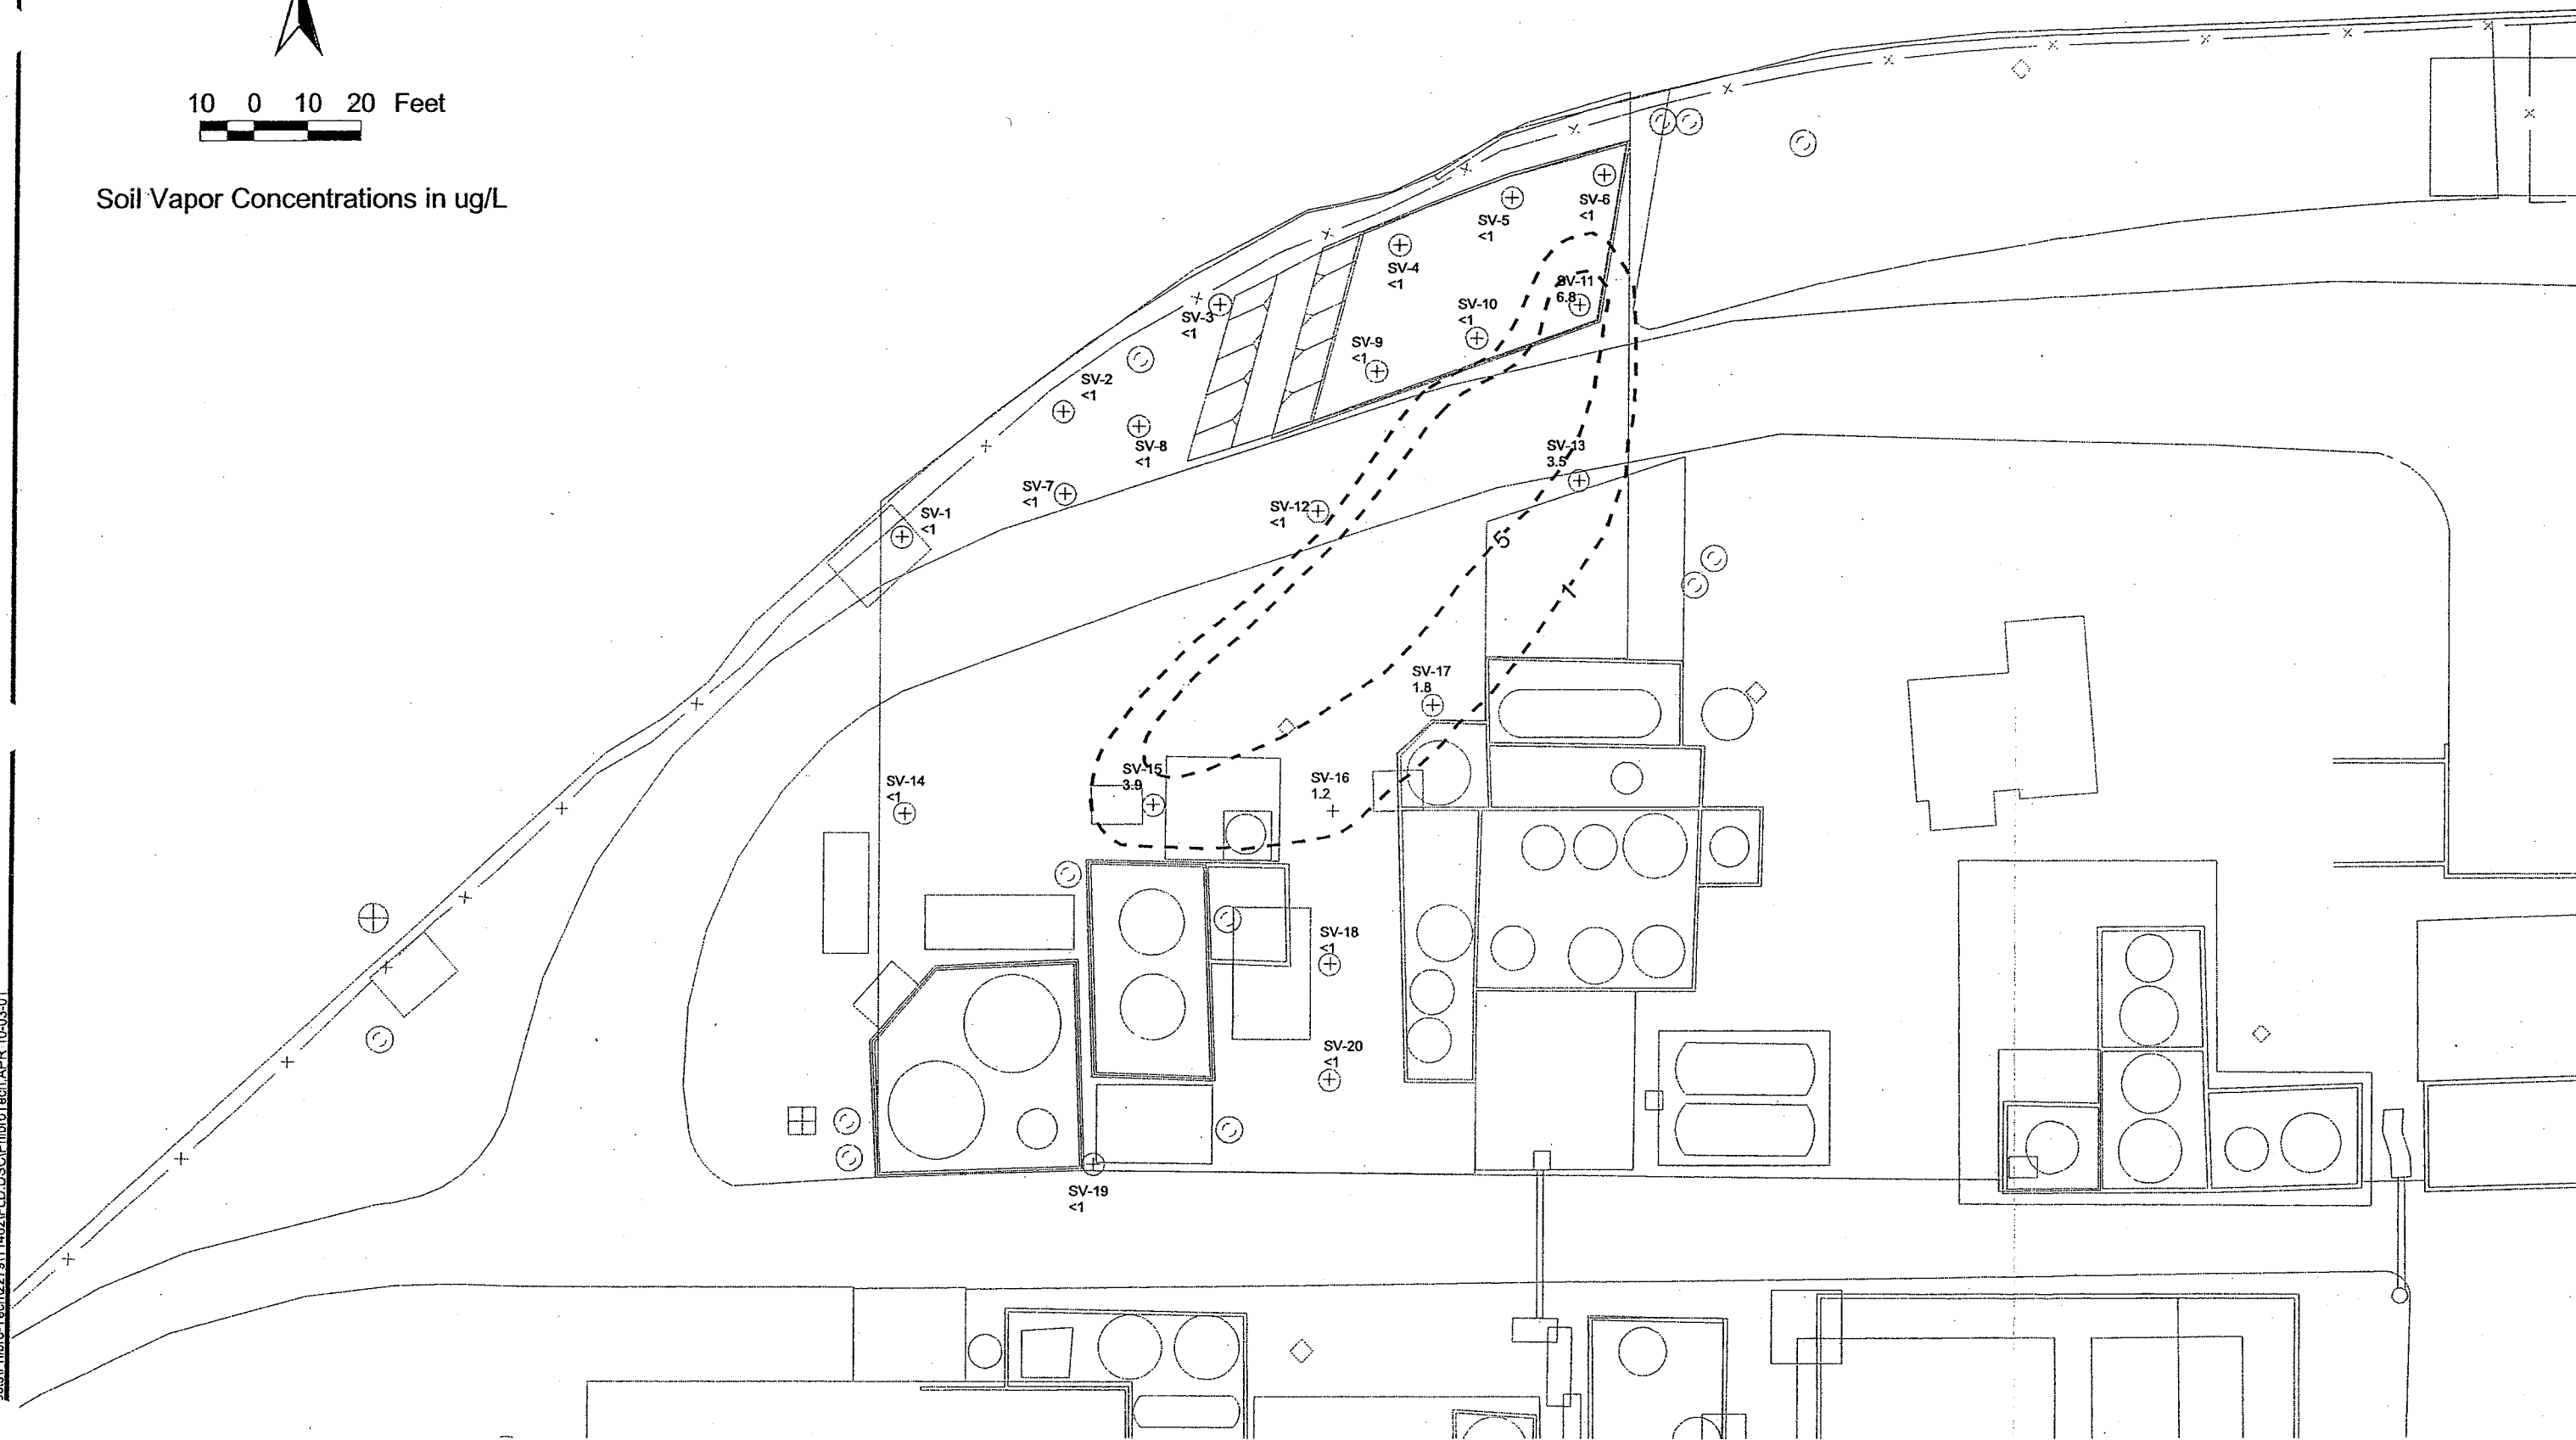 10 0 10 20 Feet
Soil Vapor Concentrations in ug/L
SV-6
<1
SV-5
<1
SV-4
<1
SV-11
6.8
SV-10
<1
SV-3
<1
SV-9
<1
SV-2
<1
SV-8
<1
SV-13
3.5
SV-7
<1
SV-12
<1
SV-1
<1
5
1
SV-17
1.8
SV-15
3.9
SV-16
1.2
SV-14
<1
SV-18
<1
SV-20
<1
SV-19
<1